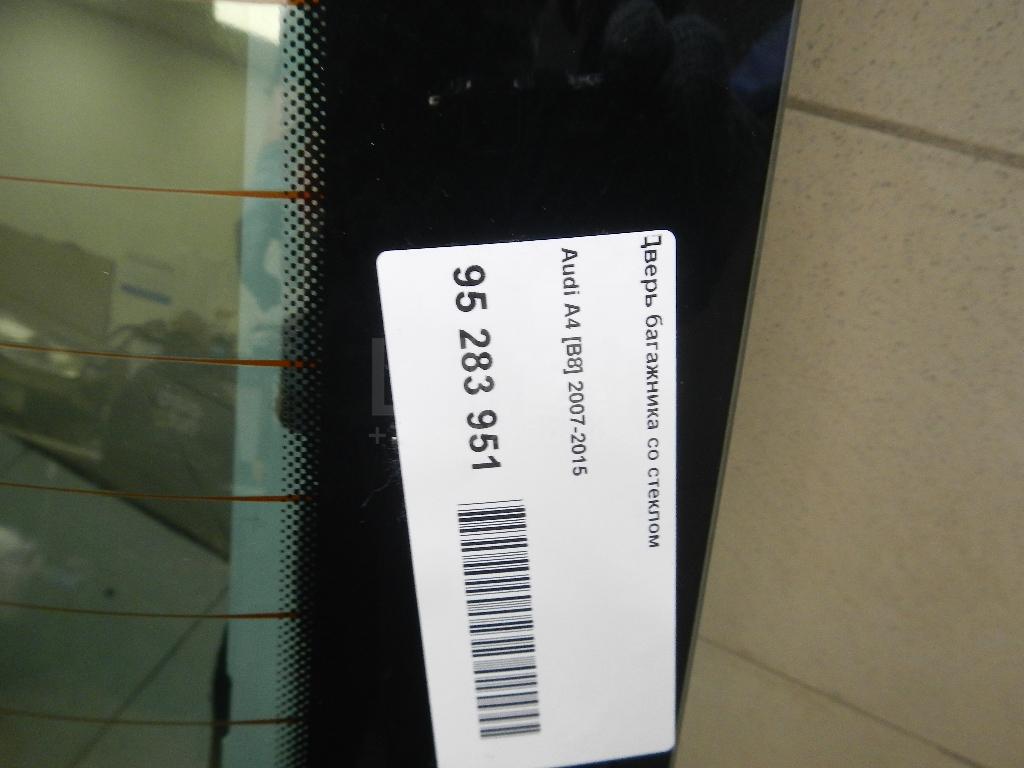 Дверь багажника со стеклом
Audi A4 [B8] 2007-2015
95 283 951